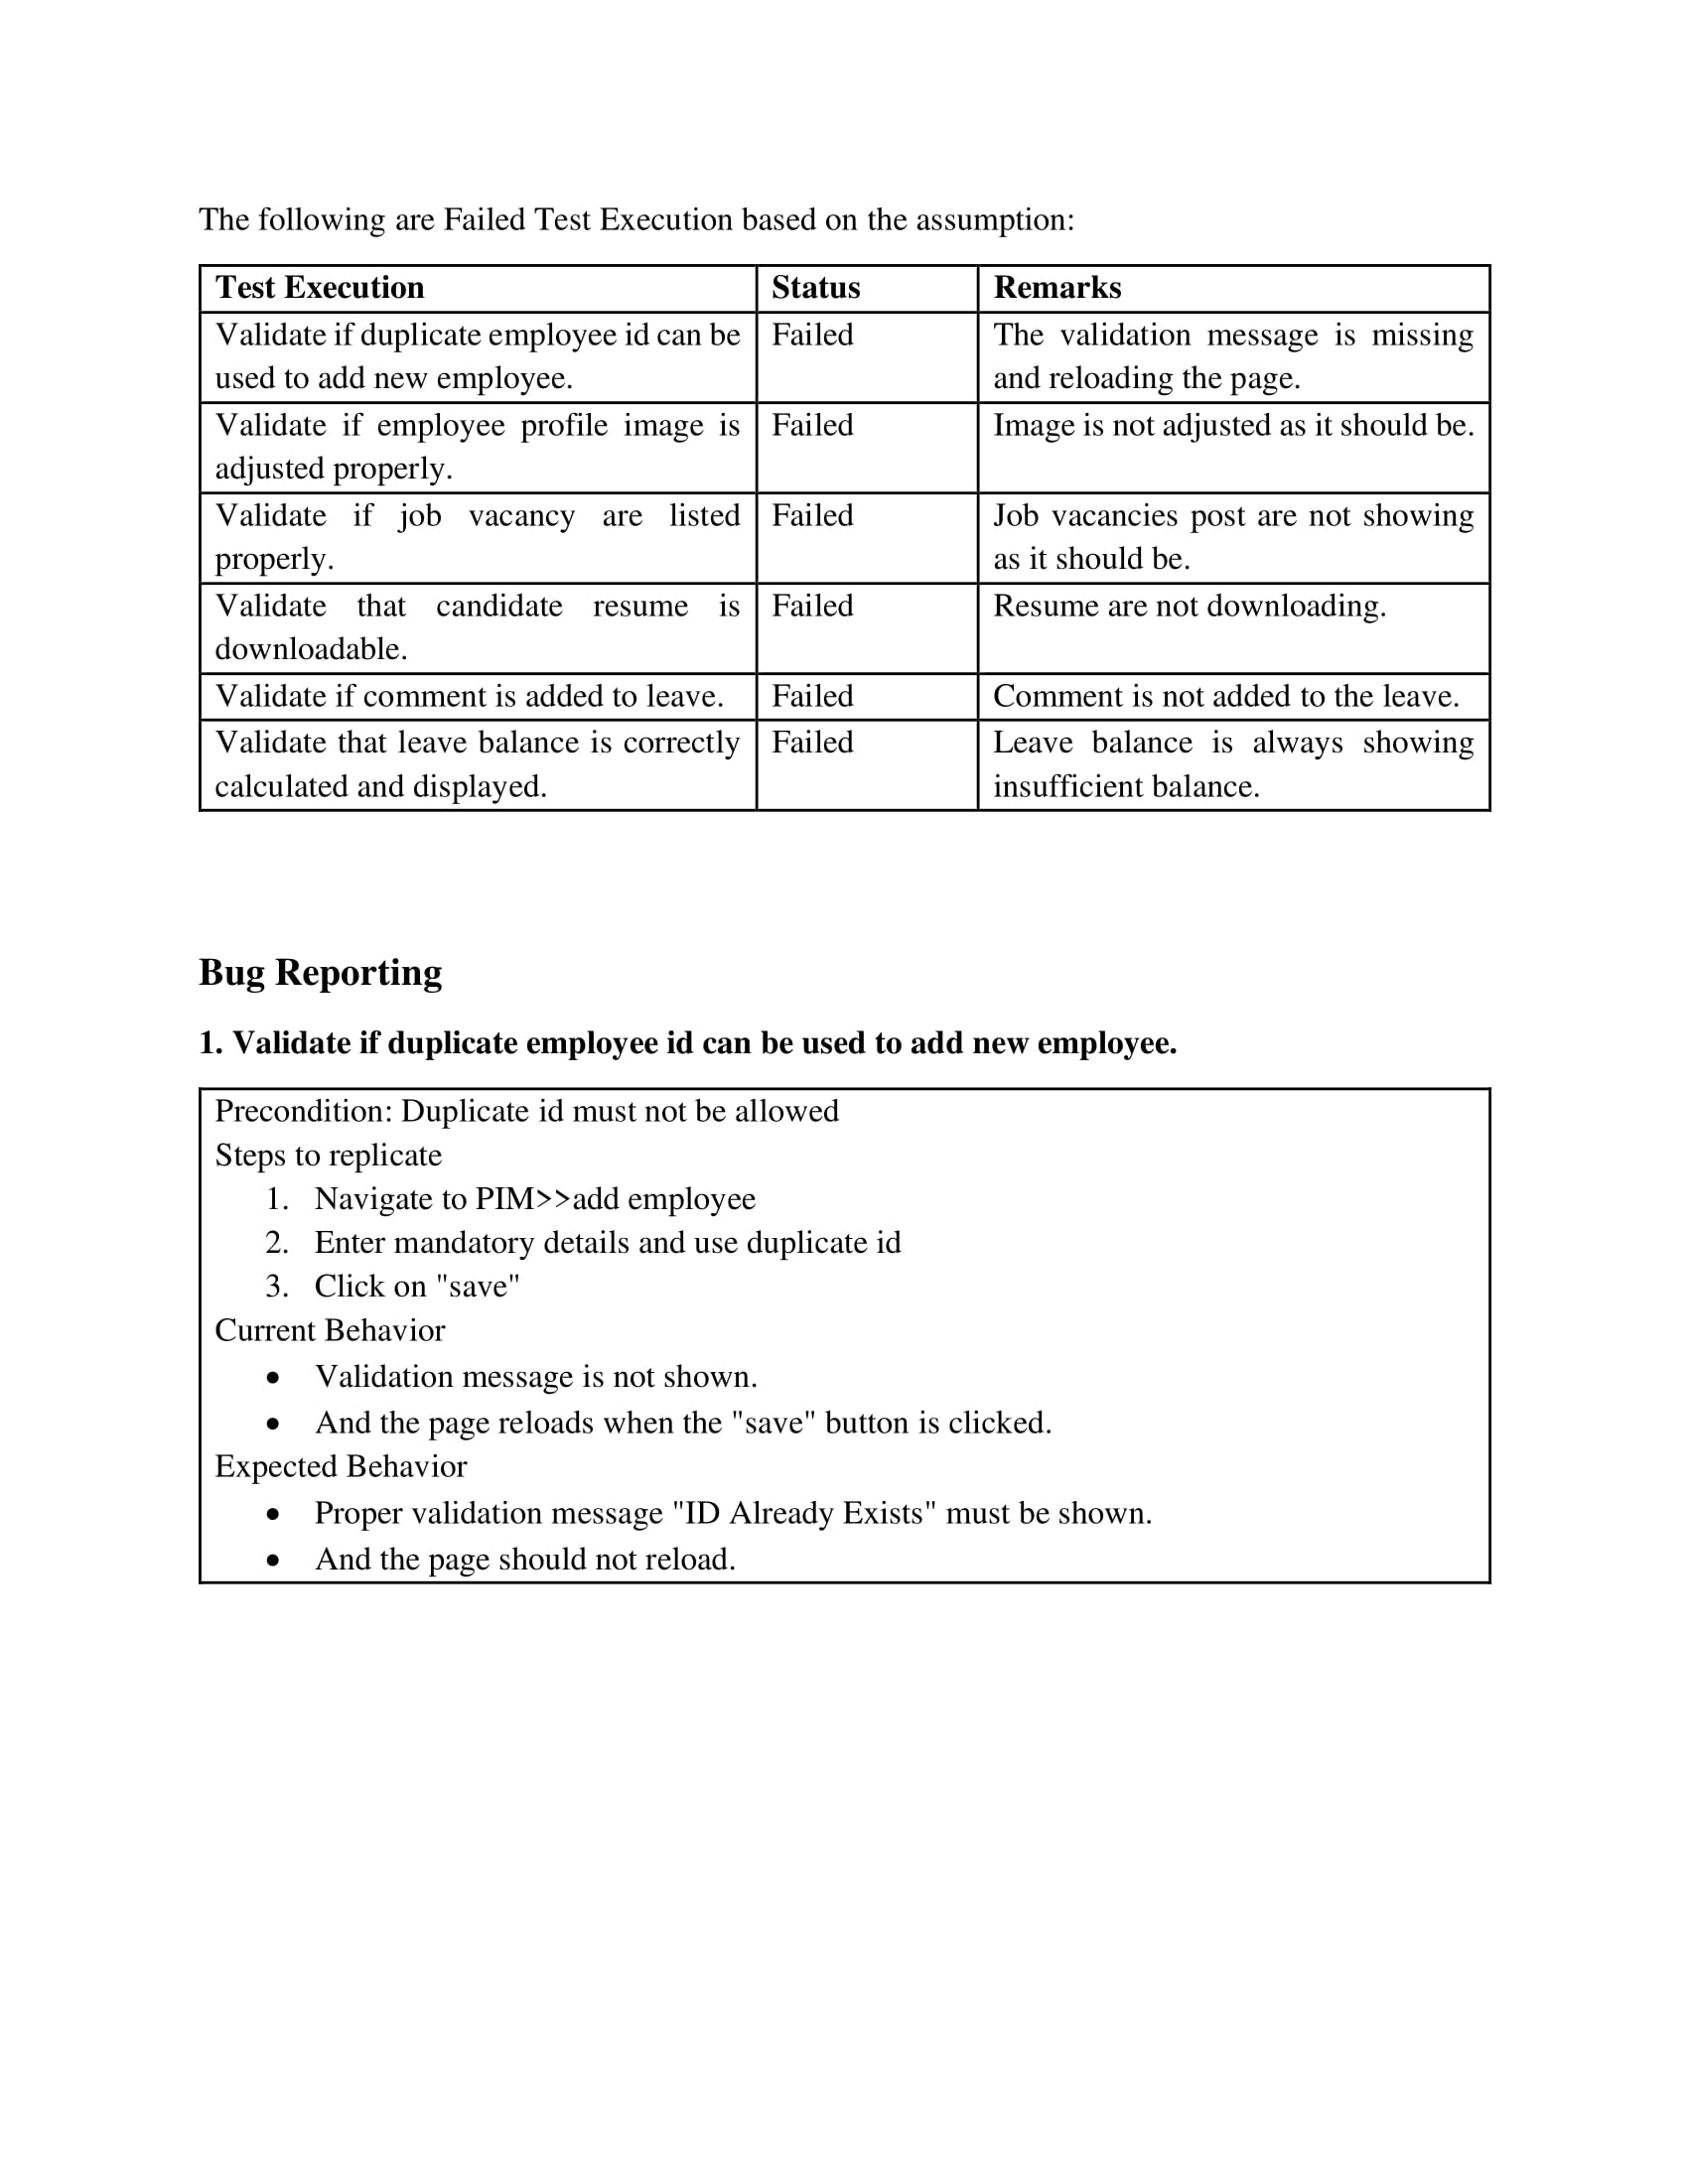 The following are Failed Test Execution based on the assumption:
Test Execution Status Remarks
Validate if duplicate employee id can be Failed The validation message is missing
used to add new employee. and reloading the page.
Validate if employee profile image is Failed Image is not adjusted as it should be.
adjusted properly.
Validate if job vacancy are listed Failed Job vacancies post are not showing
properly. as it should be.
Validate that candidate resume is Failed Resume are not downloading.
downloadable.
Validate if comment is added to leave. Failed Comment is not added to the leave.
Validate that leave balance is correctly Failed Leave balance is always showing
calculated and displayed. insufficient balance.
Bug Reporting
1. Validate if duplicate employee id can be used to add new employee.
Precondition: Duplicate id must not be allowed
Steps to replicate
1. Navigate to PIM>>add employee
2. Enter mandatory details and use duplicate id
3. Click on "save"
Current Behavior
• Validation message is not shown.
• And the page reloads when the "save" button is clicked.
Expected Behavior
• Proper validation message "ID Already Exists" must be shown.
• And the page should not reload.